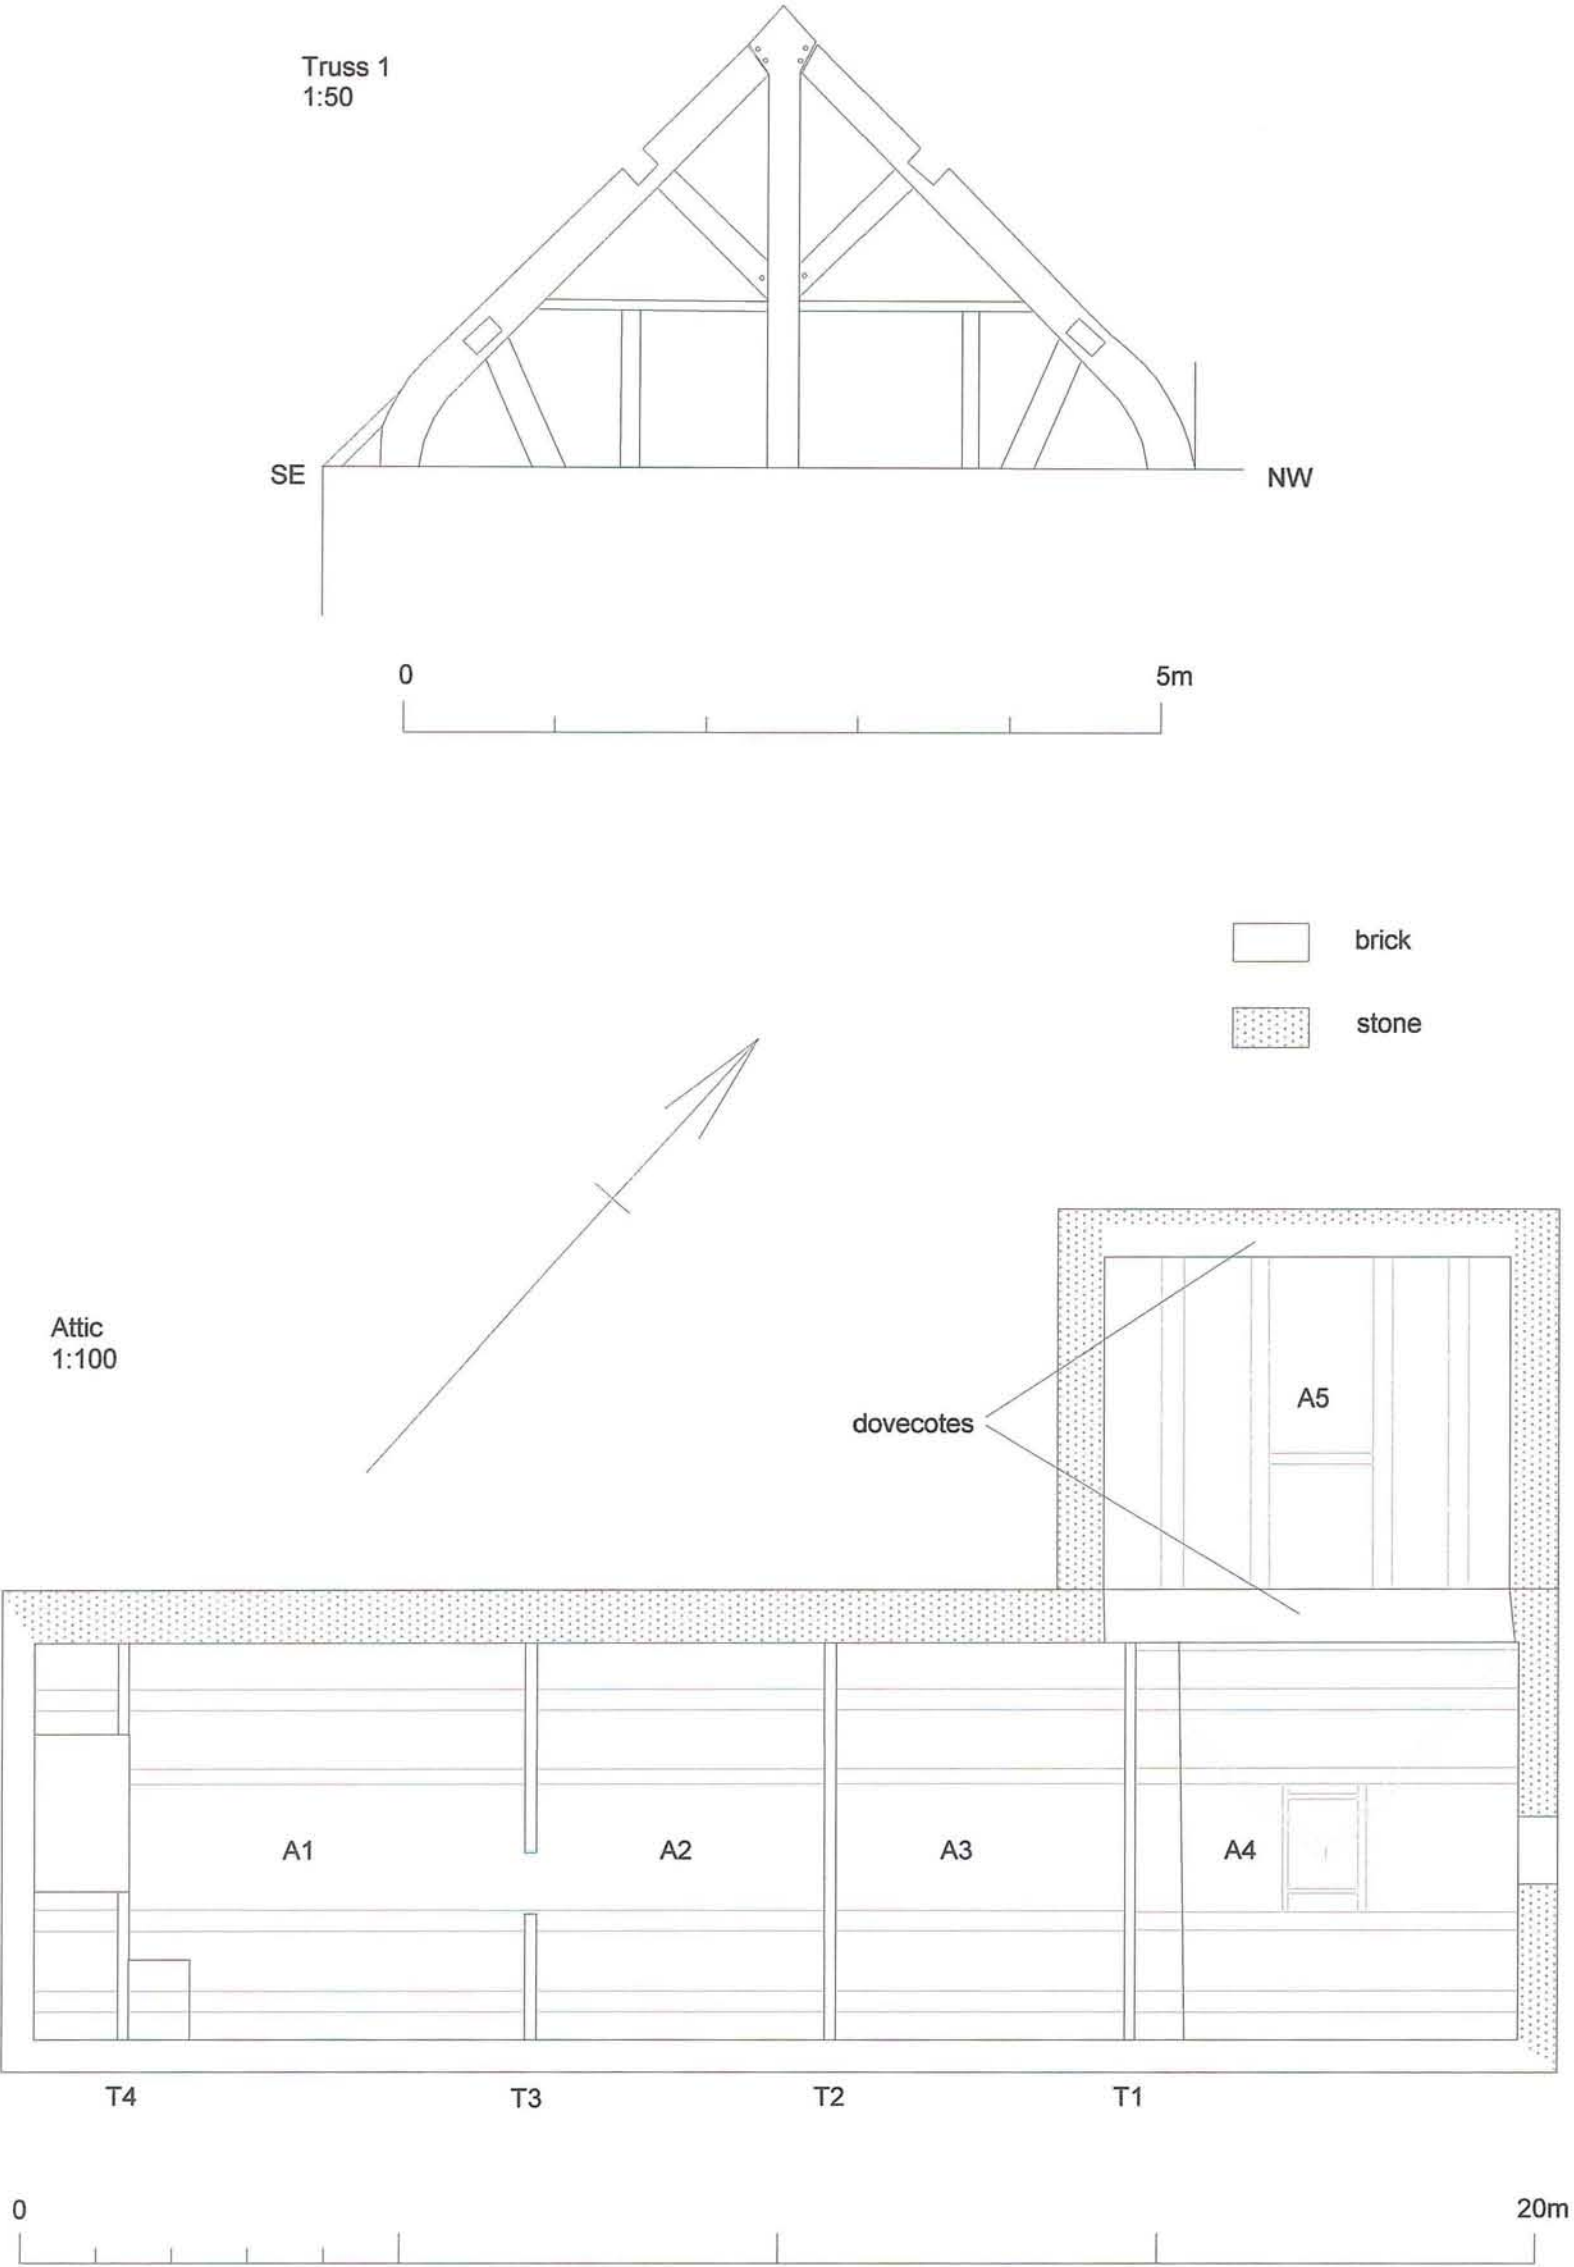 Truss 1
1:50
SE
NW
0
5m
brick
stone
Attic
1:100
A5
dovecotes
A1
A2
A3
A4
T4
T3
T2
T1
0
20m